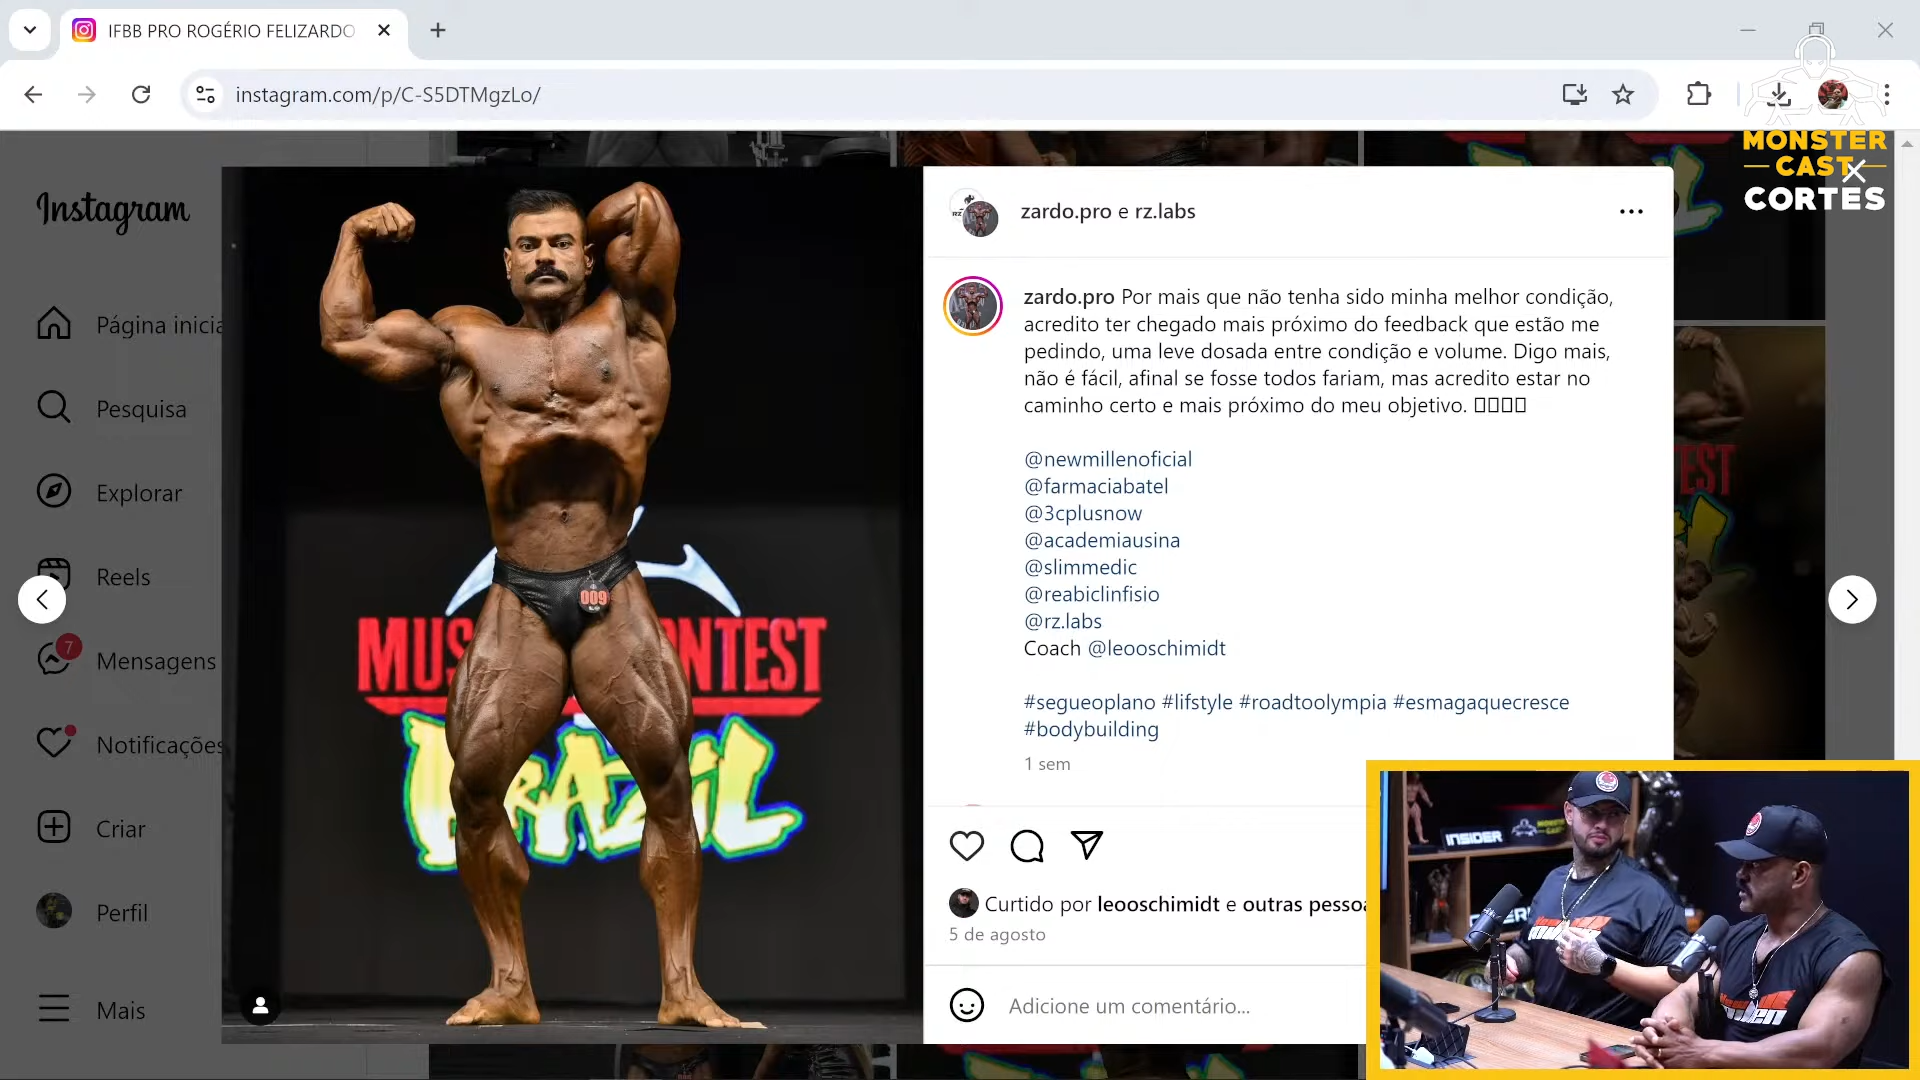 IFBB PRO ROGÉRIO FELIZARDO
instagram.com/p/C-S5DTMgzLo/
MONSTER
CAST
CORTES
Instagram
Página inicia
Pesquisa
Explorar
Reels
7
Mensagens
Notificações
Criar
Perfil
Mais
009
BRAZIL
zardo.pro e rz.labs
zardo.pro Por mais que não tenha sido minha melhor condição,
acredito ter chegado mais próximo do feedback que estão me
pedindo, uma leve dosada entre condição e volume. Digo mais,
não é fácil, afinal se fosse todos fariam, mas acredito estar no
caminho certo e mais próximo do meu objetivo.
@newmillenoficial
@farmaciabatel
@3cplusnow
@academiausina
@slimmedic
@reabiclinfisio
@rz.labs
Coach @leooschimidt
#segueoplano #lifstyle #roadtoolympia #esmagaquecresce
#bodybuilding
1 sem
Curtido por leooschimidt e outras pessoa
5 de agosto
Adicione um comentário...
INSIDER